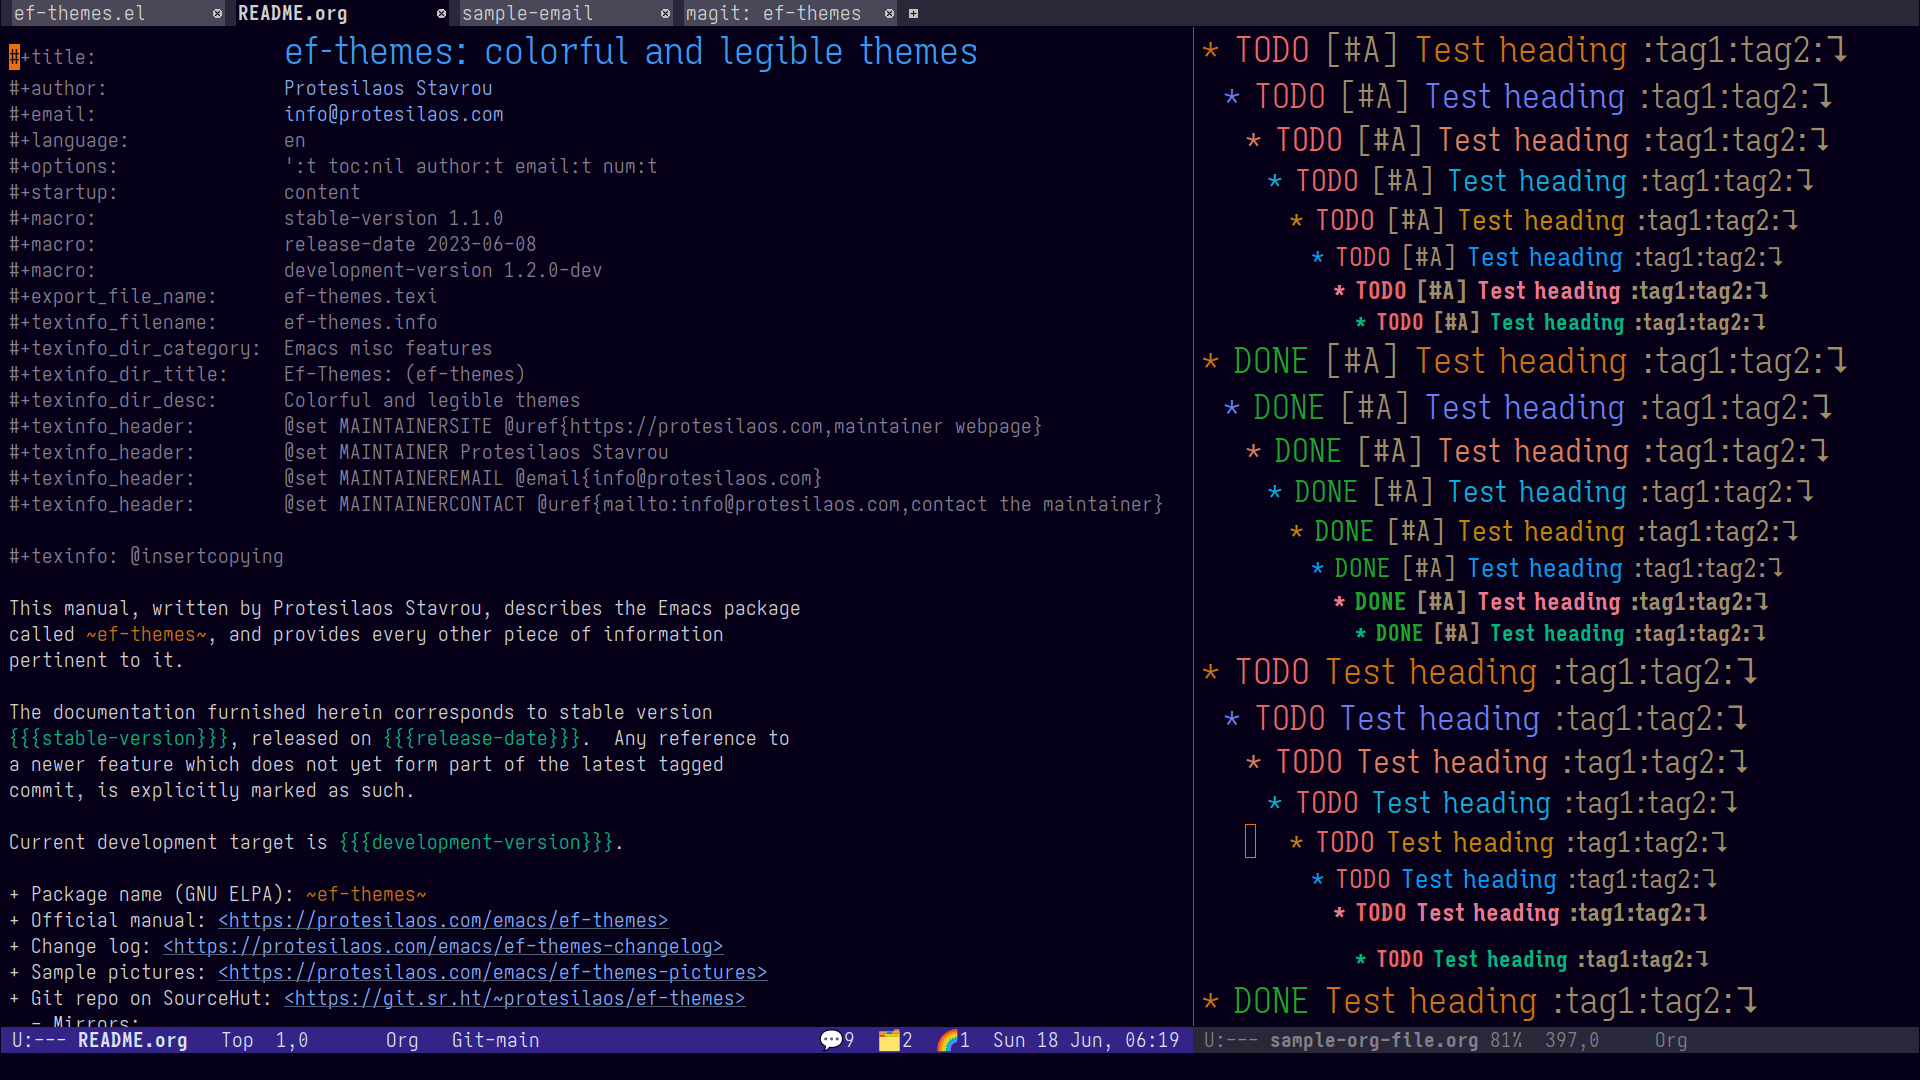 ef-themes.el README.org sample-email magit: ef-themes
#+title: ef-themes: colorful and legible themes
#+author: Protesilaos Stavrou
#+email: info@protesilaos.com
#+language: en
#+options: ':t toc:nil author:t email:t num:t
#+startup: content
#+macro: stable-version 1.1.0
#+macro: release-date 2023-06-08
#+macro: development-version 1.2.0-dev
#+export_file_name: ef-themes.texi
#+texinfo_filename: ef-themes.info
#+texinfo_dir_category: Emacs misc features
#+texinfo_dir_title: Ef-Themes: (ef-themes)
#+texinfo_dir_desc: Colorful and legible themes
#+texinfo_header: @set MAINTAINERSITE @uref{https://protesilaos.com,maintainer webpage}
#+texinfo_header: @set MAINTAINER Protesilaos Stavrou
#+texinfo_header: @set MAINTAINEREMAIL @email{info@protesilaos.com}
#+texinfo_header: @set MAINTAINERCONTACT @uref{mailto:info@protesilaos.com,contact the maintainer}
#+texinfo: @insertcopying
This manual, written by Protesilaos Stavrou, describes the Emacs package
called ~ef-themes~, and provides every other piece of information
pertinent to it.
The documentation furnished herein corresponds to stable version
{{{stable-version}}}, released on {{{release-date}}}.  Any reference to
a newer feature which does not yet form part of the latest tagged
commit, is explicitly marked as such.
Current development target is {{{development-version}}}.
+ Package name (GNU ELPA): ~ef-themes~
+ Official manual: <https://protesilaos.com/emacs/ef-themes>
+ Change log: <https://protesilaos.com/emacs/ef-themes-changelog>
+ Sample pictures: <https://protesilaos.com/emacs/ef-themes-pictures>
+ Git repo on SourceHut: <https://git.sr.ht/~protesilaos/ef-themes>
- Mirrors:
U:--- README.org Top 1,0 Org Git-main 💬9 🗂️2 🌈1 Sun 18 Jun, 06:19
* TODO [#A] Test heading :tag1:tag2:⤵
* TODO [#A] Test heading :tag1:tag2:⤵
* TODO [#A] Test heading :tag1:tag2:⤵
* TODO [#A] Test heading :tag1:tag2:⤵
* TODO [#A] Test heading :tag1:tag2:⤵
* TODO [#A] Test heading :tag1:tag2:⤵
* TODO [#A] Test heading :tag1:tag2:⤵
* TODO [#A] Test heading :tag1:tag2:⤵
* DONE [#A] Test heading :tag1:tag2:⤵
* DONE [#A] Test heading :tag1:tag2:⤵
* DONE [#A] Test heading :tag1:tag2:⤵
* DONE [#A] Test heading :tag1:tag2:⤵
* DONE [#A] Test heading :tag1:tag2:⤵
* DONE [#A] Test heading :tag1:tag2:⤵
* DONE [#A] Test heading :tag1:tag2:⤵
* DONE [#A] Test heading :tag1:tag2:⤵
* TODO Test heading :tag1:tag2:⤵
* TODO Test heading :tag1:tag2:⤵
* TODO Test heading :tag1:tag2:⤵
* TODO Test heading :tag1:tag2:⤵
* TODO Test heading :tag1:tag2:⤵
* TODO Test heading :tag1:tag2:⤵
* TODO Test heading :tag1:tag2:⤵
* TODO Test heading :tag1:tag2:⤵
* DONE Test heading :tag1:tag2:⤵
U:--- sample-org-file.org 81% 397,0 Org